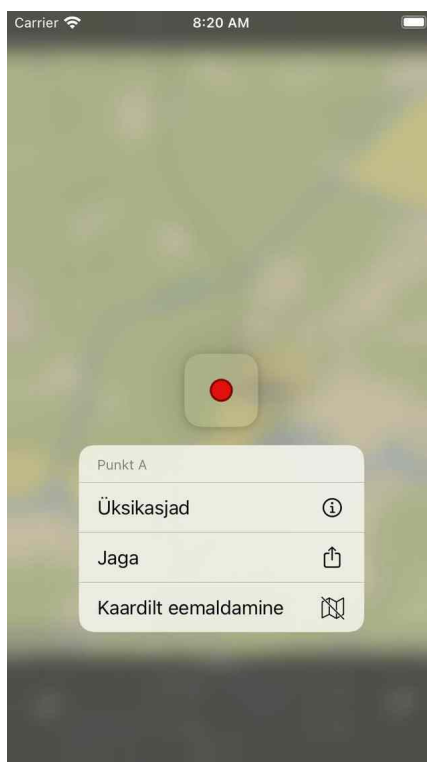 Carrier 8:20 AM
Punkt A
Üksikasjad
Jaga
Kaardilt eemaldamine